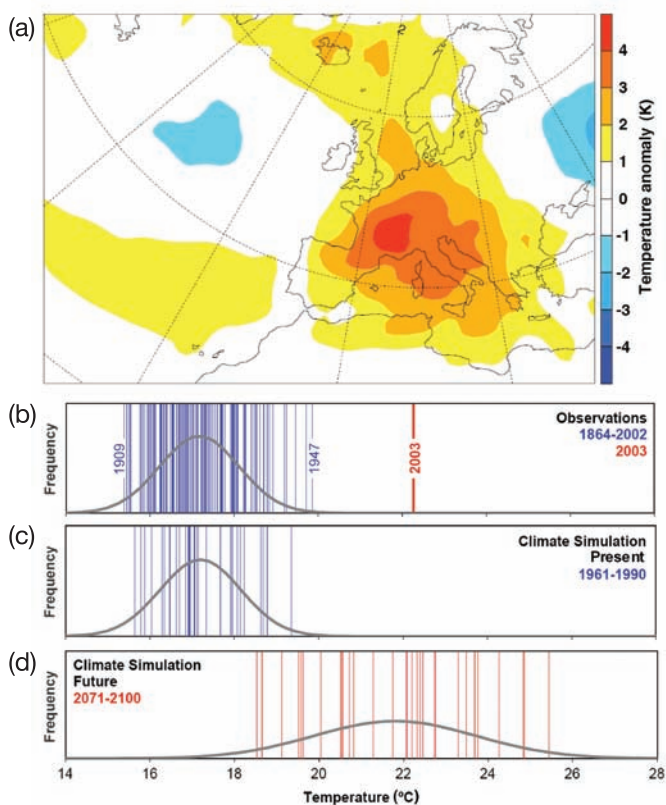 (a)
2
4
3
2
1
0
-1
-2
-3
-4
Temperature anomaly (K)
(b)
Frequency
1909
1947
2003
Observations
1864-2002
2003
(c)
Frequency
Climate Simulation
Present
1961-1990
(d)
Frequency
Climate Simulation
Future
2071-2100
14 16 18 20 22 24 26 28
Temperature (ºC)